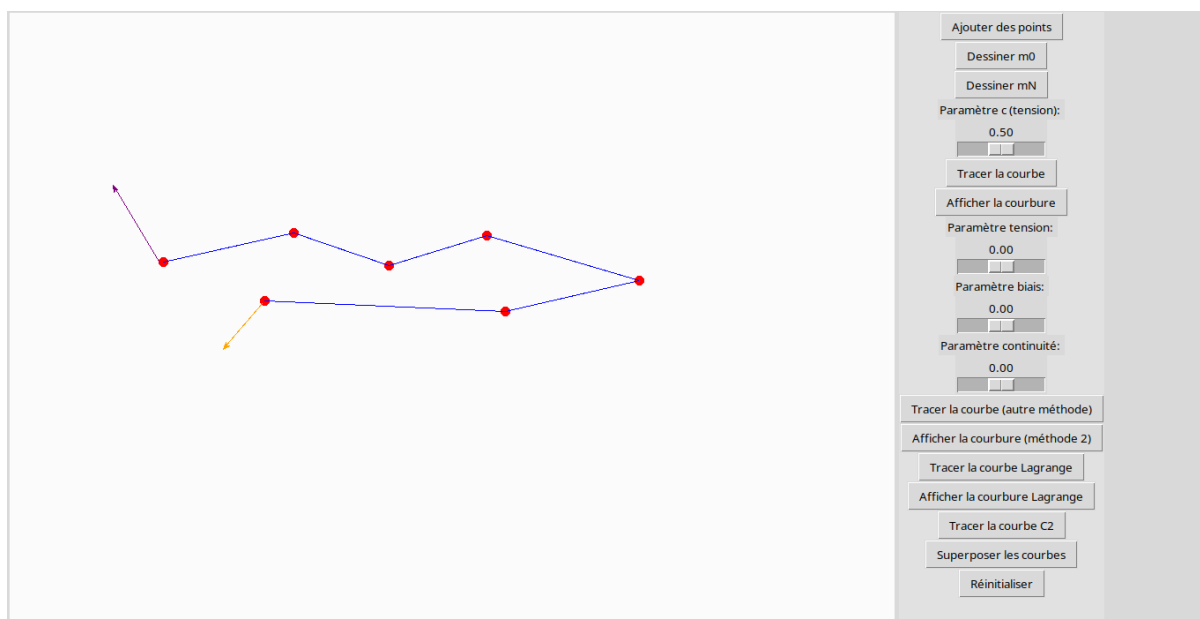 Ajouter des points
Dessiner m0
Dessiner mN
Paramètre c (tension):
0.50
Tracer la courbe
Afficher la courbure
Paramètre tension:
0.00
Paramètre biais:
0.00
Paramètre continuité:
0.00
Tracer la courbe (autre méthode)
Afficher la courbure (méthode 2)
Tracer la courbe Lagrange
Afficher la courbure Lagrange
Tracer la courbe C2
Superposer les courbes
Réinitialiser